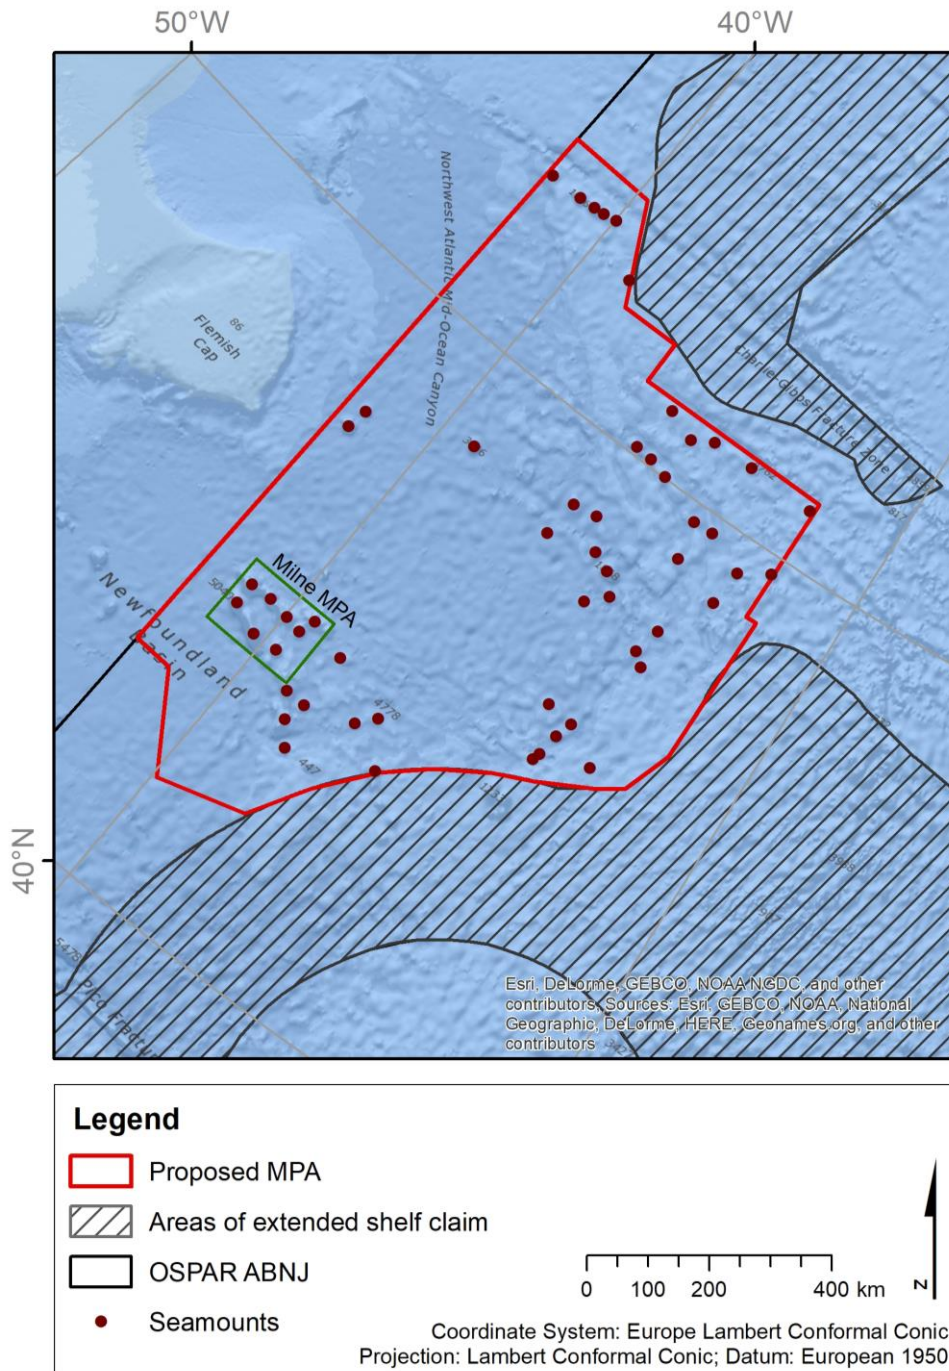 50°W
40°W
Northwest Atlantic Mid-Ocean Canyon
86
Flemish
Cap
Charlie-Gibbs Fracture Zone
Milne MPA
Newfoundland
Basin
4778
447
40°N
5478
Esri, DeLorme, GEBCO, NOAA NGDC, and other
contributors, Sources: Esri, GEBCO, NOAA, National
Geographic, DeLorme, HERE, Geonames.org, and other
contributors
3427
Legend
Proposed MPA
Areas of extended shelf claim
OSPAR ABNJ
Seamounts
0 100 200 400 km
N
Coordinate System: Europe Lambert Conformal Conic
Projection: Lambert Conformal Conic; Datum: European 1950